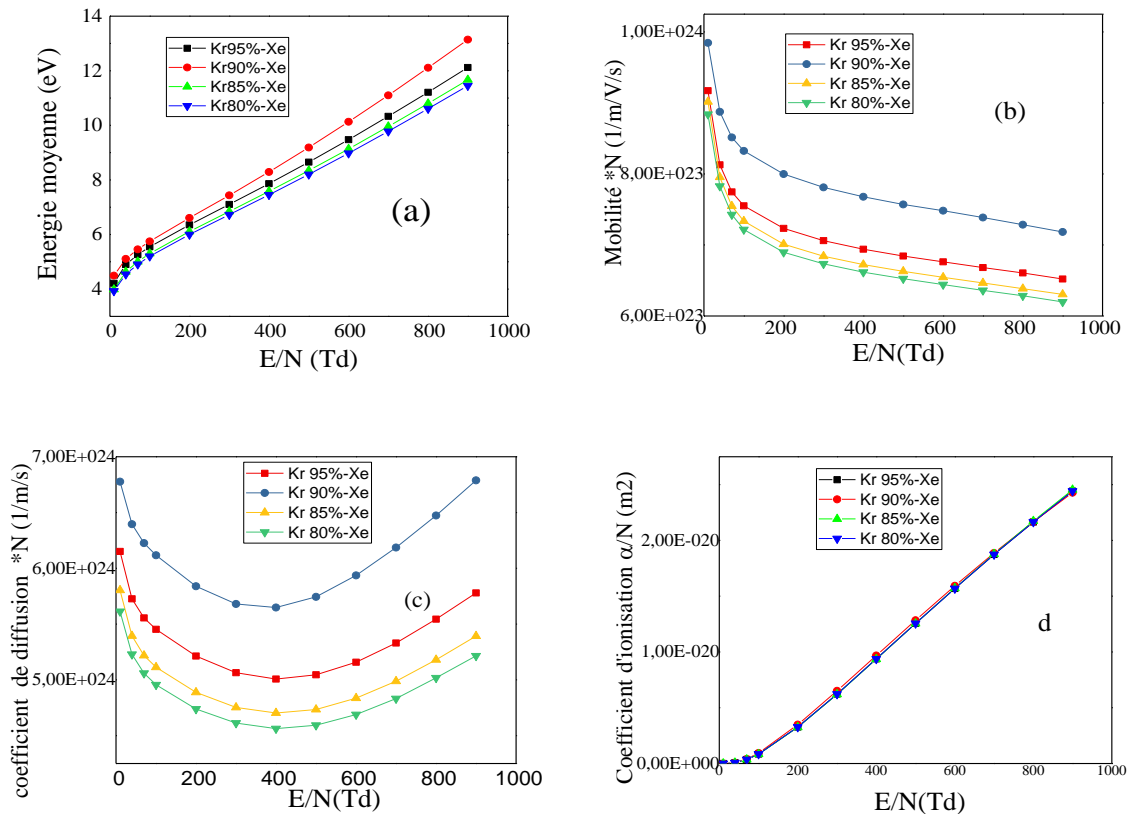 Energie moyenne (eV)
14
12
10
8
6
4
Kr95%-Xe
Kr90%-Xe
Kr85%-Xe
Kr80%-Xe
(a)
0 200 400 600 800 1000
E/N (Td)
Mobilité *N (1/m/V/s)
1,00E+024
8,00E+023
6,00E+023
Kr 95%-Xe
Kr 90%-Xe
Kr 85%-Xe
Kr 80%-Xe
(b)
0 200 400 600 800 1000
E/N(Td)
coefficient de diffusion *N (1/m/s)
7,00E+024
6,00E+024
5,00E+024
Kr 95%-Xe
Kr 90%-Xe
Kr 85%-Xe
Kr 80%-Xe
(c)
0 200 400 600 800 1000
E/N(Td)
Coefficient d'ionisation α/N (m2)
2,00E-020
1,00E-020
0,00E+000
Kr 95%-Xe
Kr 90%-Xe
Kr 85%-Xe
Kr 80%-Xe
d
0 200 400 600 800 1000
E/N(Td)